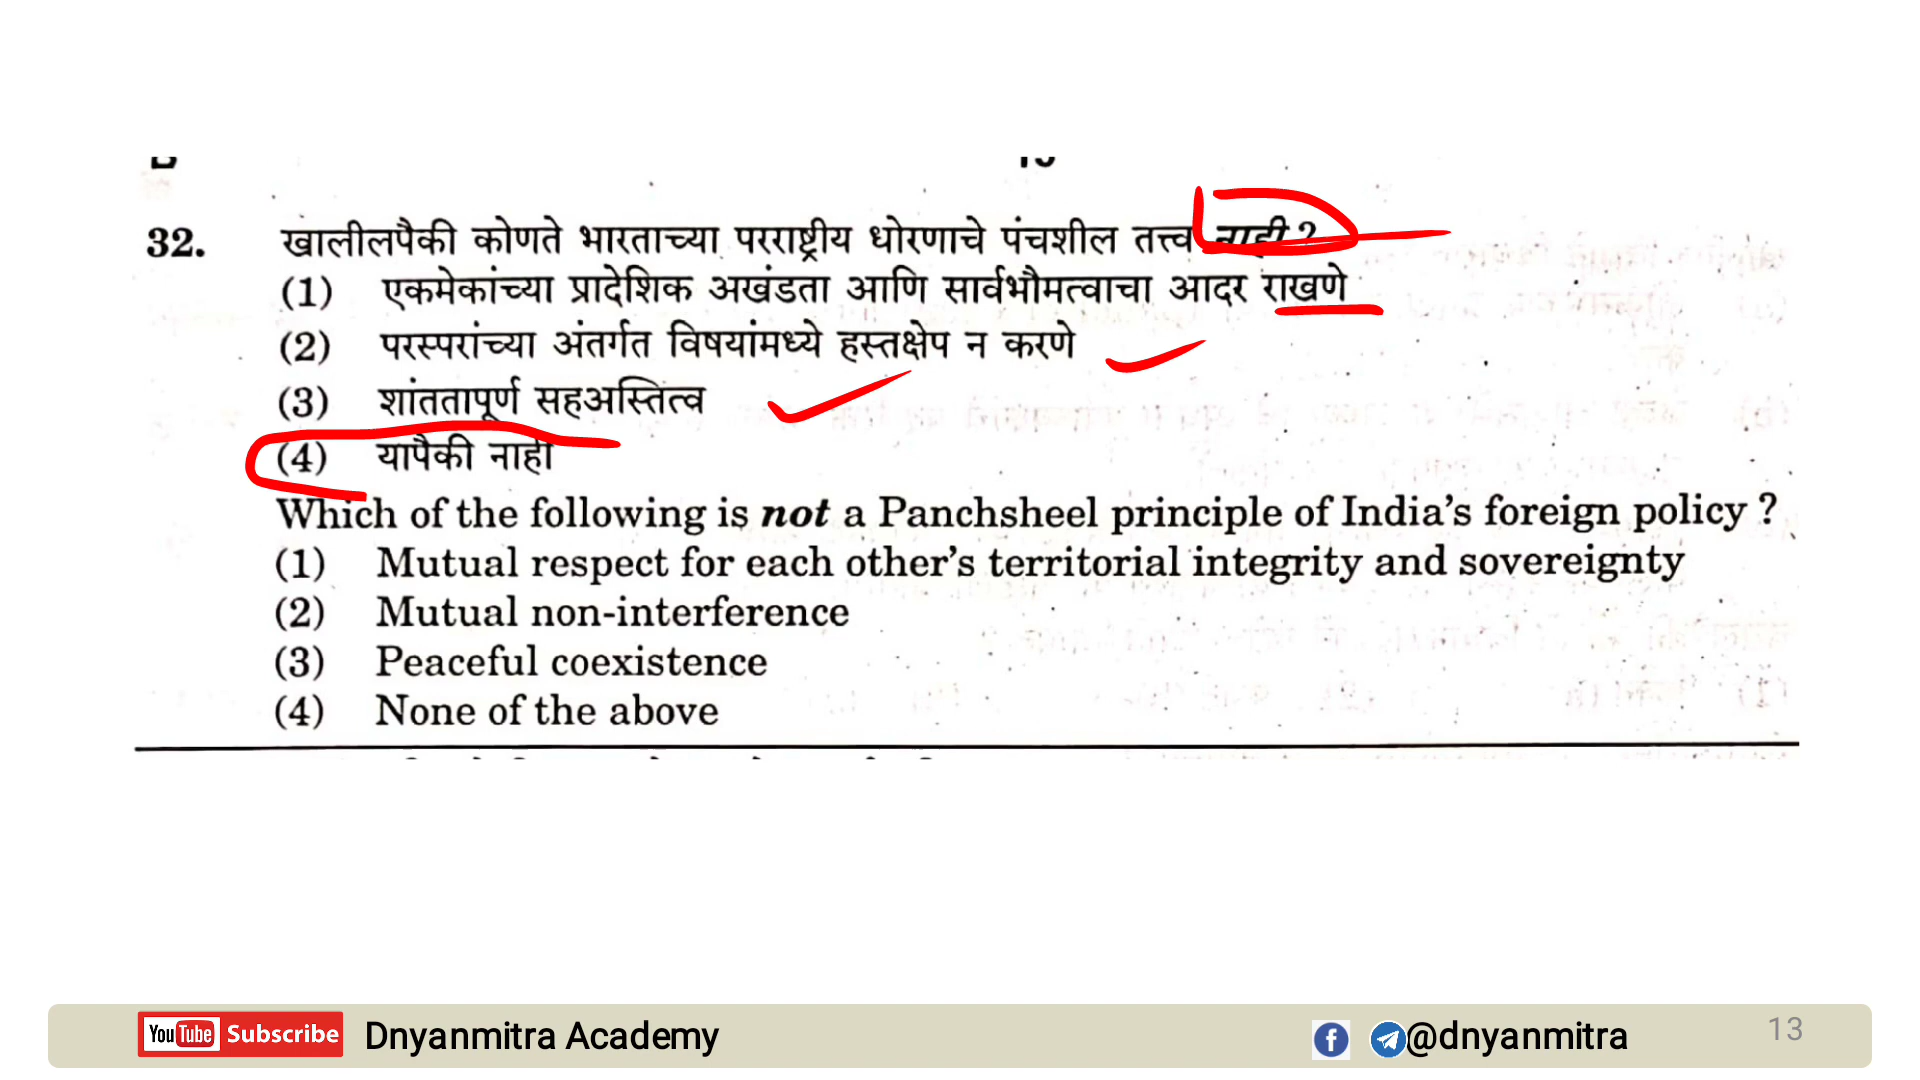 32. खालीलपैकी कोणते भारताच्या परराष्ट्रीय धोरणाचे पंचशील तत्त्व नाही ?
(1) एकमेकांच्या प्रादेशिक अखंडता आणि सार्वभौमत्वाचा आदर राखणे
(2) परस्परांच्या अंतर्गत विषयांमध्ये हस्तक्षेप न करणे
(3) शांततापूर्ण सहअस्तित्व
(4) यापैकी नाही
Which of the following is not a Panchsheel principle of India's foreign policy ?
(1) Mutual respect for each other's territorial integrity and sovereignty
(2) Mutual non-interference
(3) Peaceful coexistence
(4) None of the above
YouTube Subscribe Dnyanmitra Academy f @dnyanmitra 13